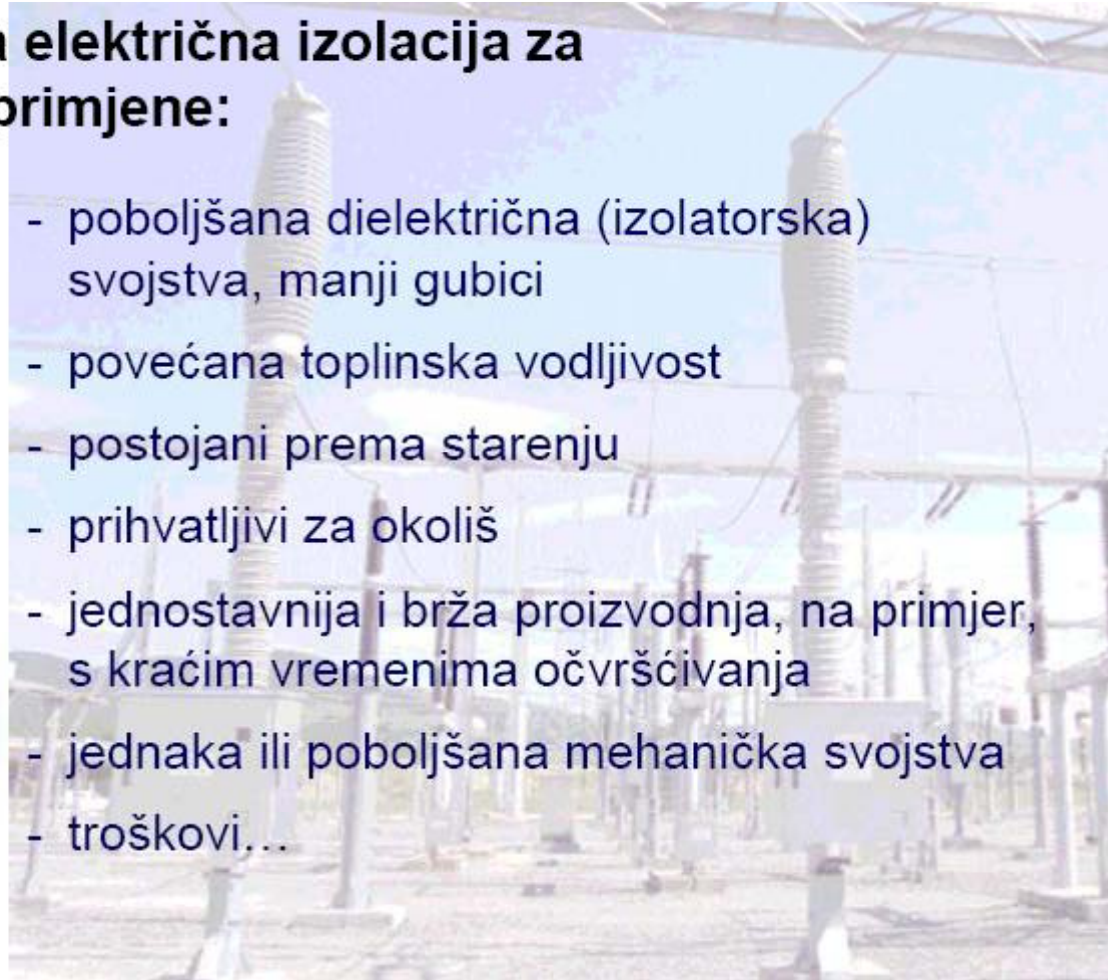 električna izolacija za
primjene:
- poboljšana dielektrična (izolatorska)
svojstva, manji gubici
- povećana toplinska vodljivost
- postojani prema starenju
- prihvatljivi za okoliš
- jednostavnija i brža proizvodnja, na primjer,
s kraćim vremenima očvršćivanja
- jednaka ili poboljšana mehanička svojstva
- troškovi...